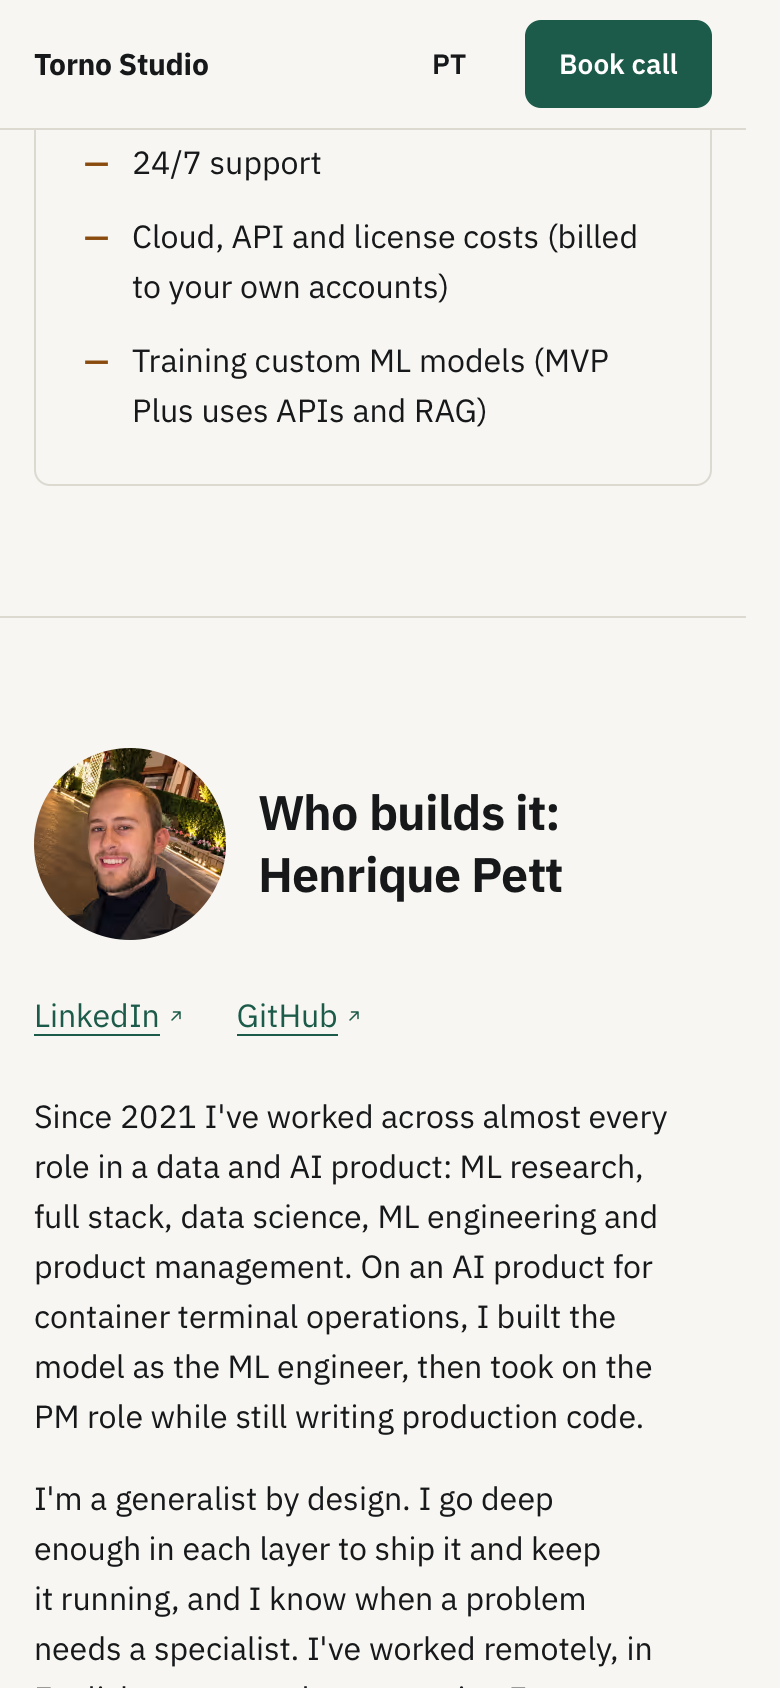 Torno Studio
PT
Book call
— 24/7 support
— Cloud, API and license costs (billed
to your own accounts)
— Training custom ML models (MVP
Plus uses APIs and RAG)
Who builds it:
Henrique Pett
LinkedIn ↗
GitHub ↗
Since 2021 I've worked across almost every
role in a data and AI product: ML research,
full stack, data science, ML engineering and
product management. On an AI product for
container terminal operations, I built the
model as the ML engineer, then took on the
PM role while still writing production code.
I'm a generalist by design. I go deep
enough in each layer to ship it and keep
it running, and I know when a problem
needs a specialist. I've worked remotely, in